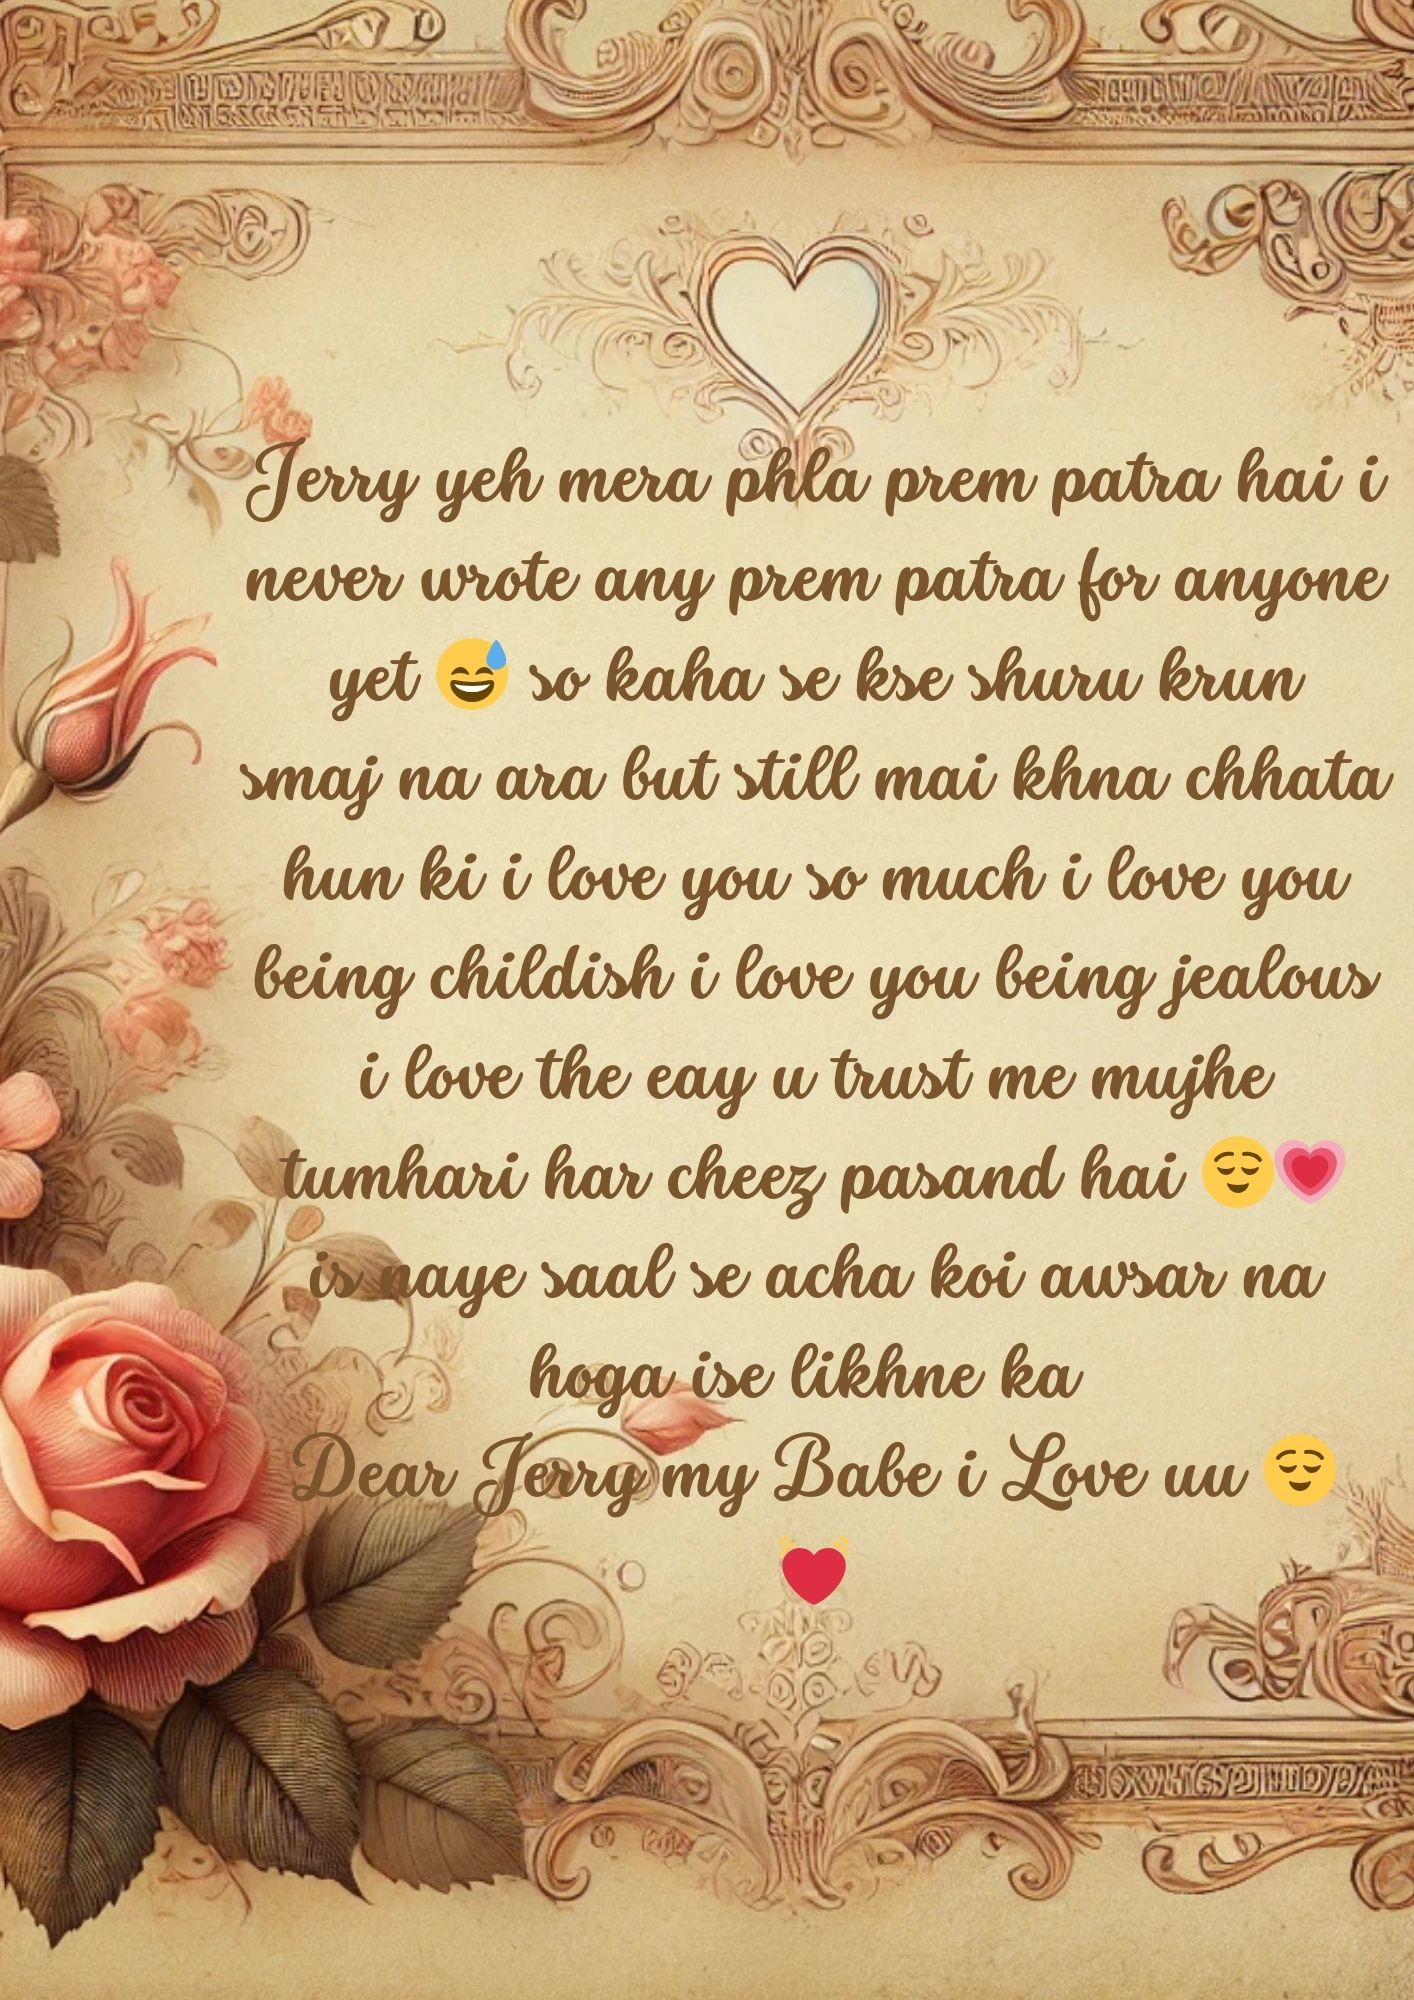 Jerry yeh mera phla prem patra hai i
never wrote any prem patra for anyone
yet 😅 so kaha se kse shuru krun
smaj na ara but still mai khna chhata
hun ki i love you so much i love you
being childish i love you being jealous
i love the eay u trust me mujhe
tumhari har cheez pasand hai 😌💗
is naye saal se acha koi awsar na
hoga ise likhne ka
Dear Jerry my Babe i Love uu 😌
💓